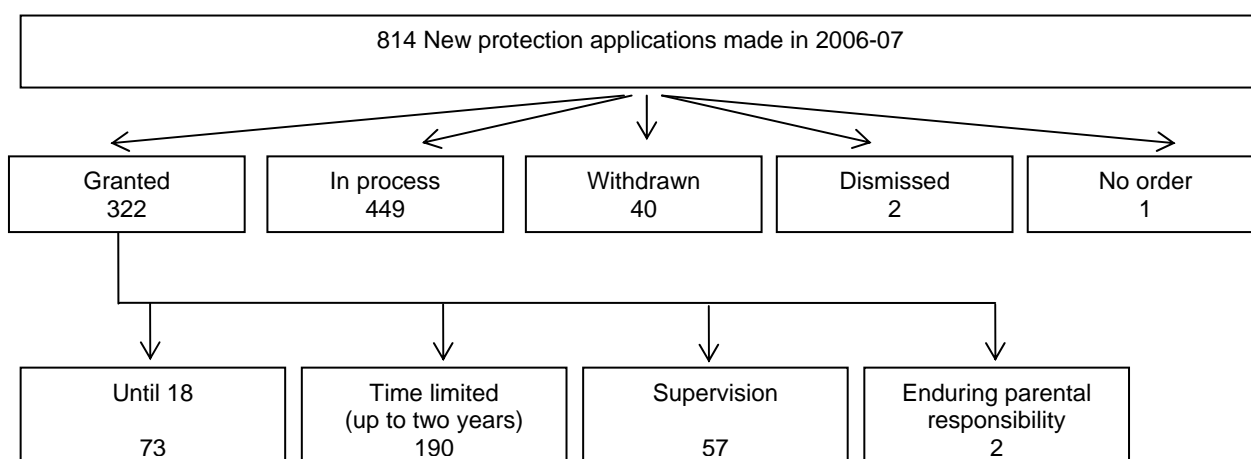 814 New protection applications made in 2006-07
Granted
322
In process
449
Withdrawn
40
Dismissed
2
No order
1
Until 18
73
Time limited
(up to two years)
190
Supervision
57
Enduring parental
responsibility
2